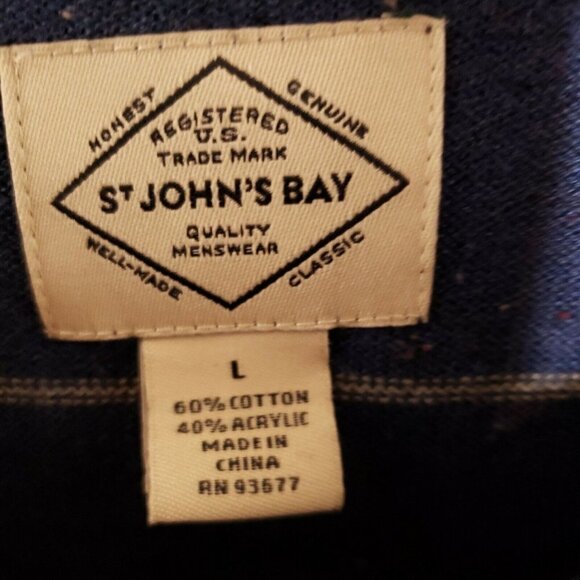 HONEST
GENUINE
REGISTERED
U.S.
TRADE MARK
ST JOHN'S BAY
QUALITY
MENSWEAR
WELL-MADE
CLASSIC
L
60% COTTON
40% ACRYLIC
MADE IN
CHINA
RN 93677